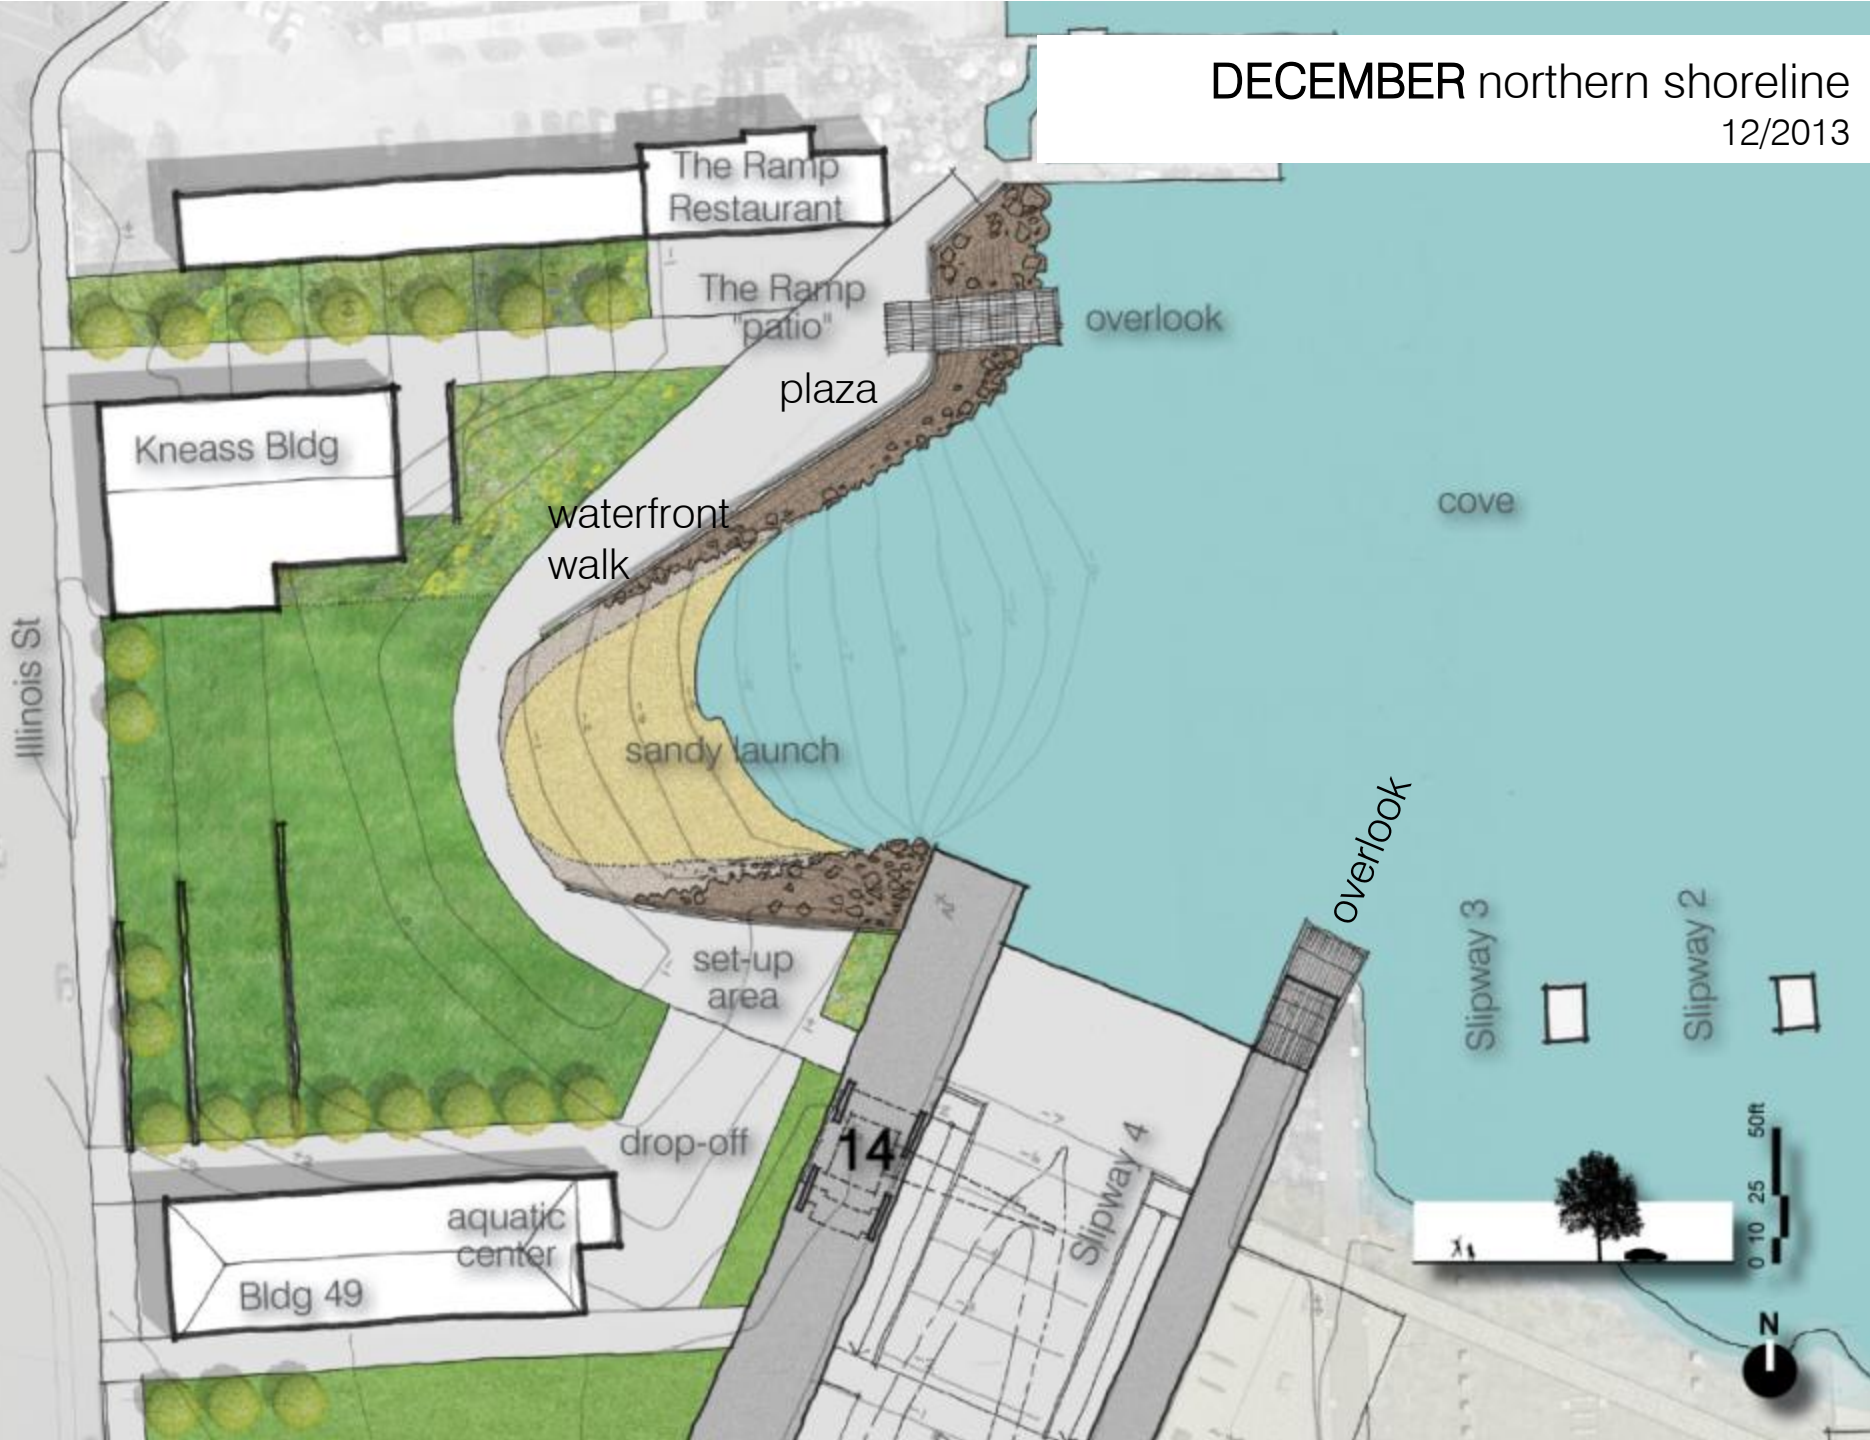 DECEMBER northern shoreline
12/2013
The Ramp
Restaurant
The Ramp
"patio"
overlook
plaza
Kneass Bldg
cove
waterfront
walk
Illinois St
sandy launch
overlook
Slipway 3
Slipway 2
set-up
area
drop-off
14
Slipway 4
aquatic
center
Bldg 49
0 10 25 50ft
N